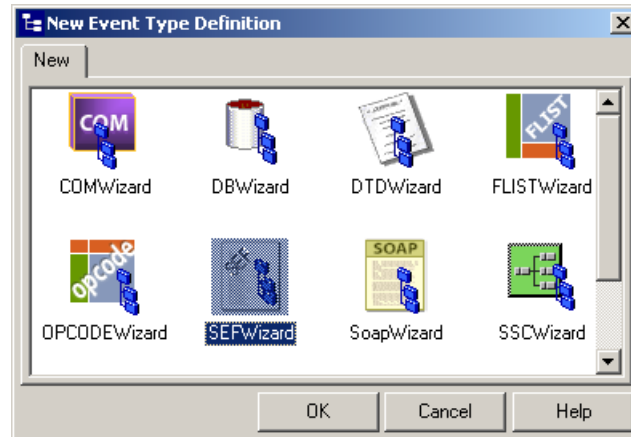 New Event Type Definition
New
COM
FLIST
COMWizard
DBWizard
DTDWizard
FLISTWizard
opcode
SEF
SOAP
OPCODEWizard
SEFWizard
SoapWizard
SSCWizard
OK
Cancel
Help